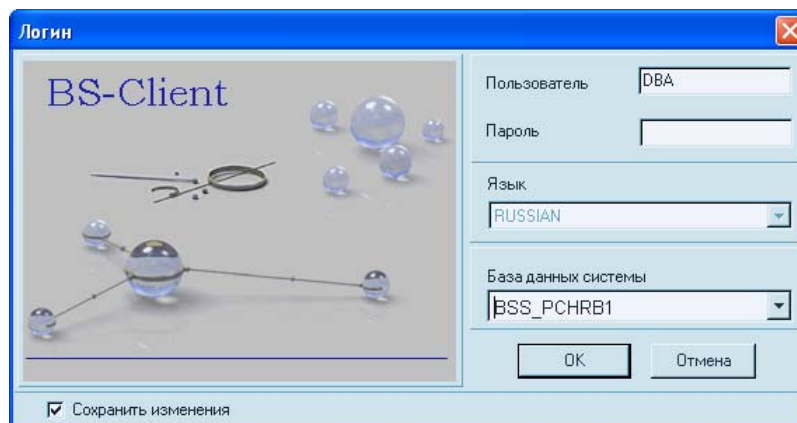 Логин
BS-Client
Пользователь DBA
Пароль
Язык
RUSSIAN
База данных системы
BSS_PCHRB1
OK Отмена
Сохранить изменения